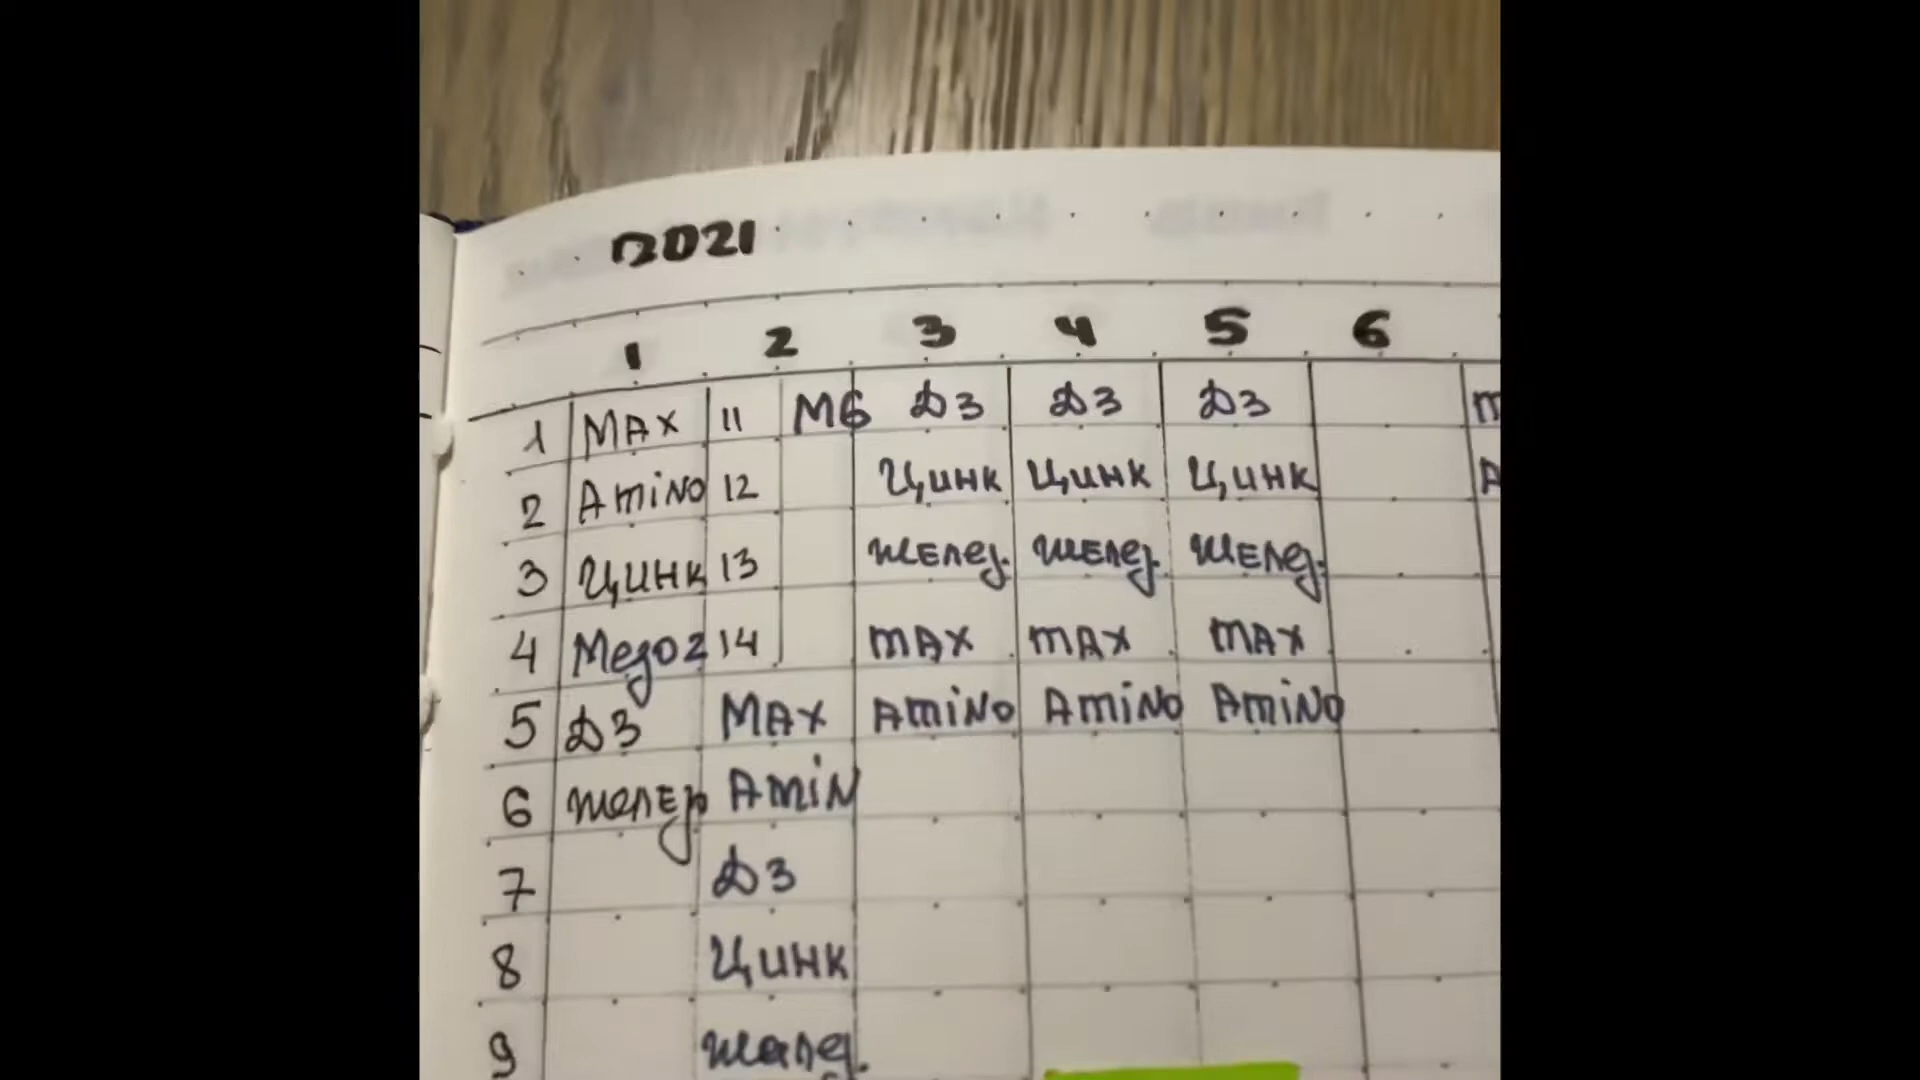 2021
1 2 3 4 5 6
1 MAX 11 M6 Д3 Д3 Д3
2 AmiNO 12 Цинк Цинк Цинк
3 Цинк 13 Желез. Желез. Желез.
4 14 mAX mAX mAX
5 Д3 MAX AmiNo AmiNo AmiNo
6 Желез AmiN
7 Д3
8 Цинк
9 Желез.